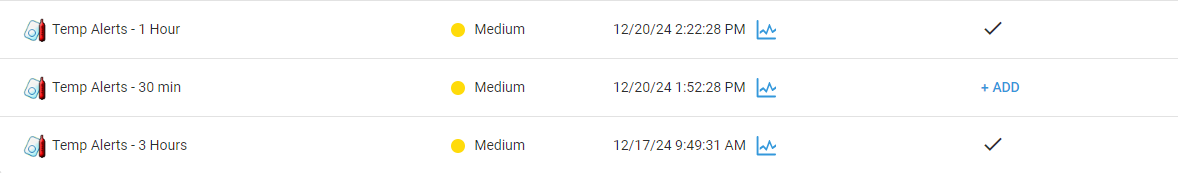 Temp Alerts - 1 Hour Medium 12/20/24 2:22:28 PM
Temp Alerts - 30 min Medium 12/20/24 1:52:28 PM + ADD
Temp Alerts - 3 Hours Medium 12/17/24 9:49:31 AM